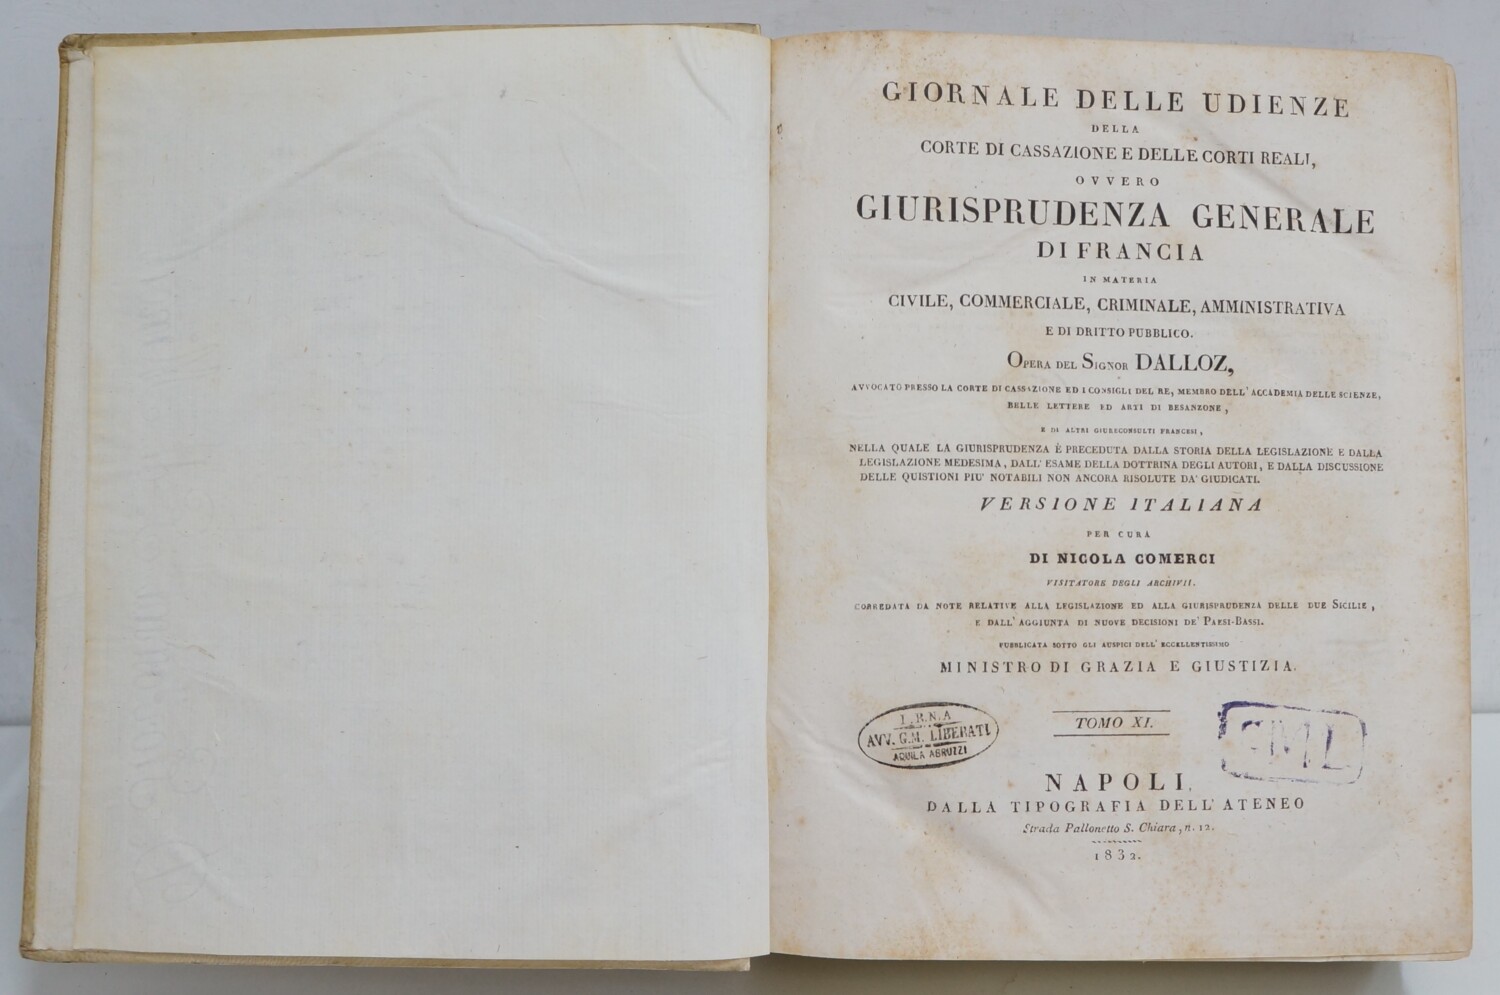 GIORNALE DELLE UDIENZE
DELLA
CORTE DI CASSAZIONE E DELLE CORTI REALI,
OVVERO
GIURISPRUDENZA GENERALE
DI FRANCIA
IN MATERIA
CIVILE, COMMERCIALE, CRIMINALE, AMMINISTRATIVA
E DI DRITTO PUBBLICO.
OPERA DEL SIGNOR DALLOZ,
AVVOCATO PRESSO LA CORTE DI CASSAZIONE ED I CONSIGLI DEL RE, MEMBRO DELL' ACCADEMIA DELLE SCIENZE,
BELLE LETTERE ED ARTI DI BESANZONE,
E DI ALTRI GIURECONSULTI FRANCESI,
NELLA QUALE LA GIURISPRUDENZA È PRECEDUTA DALLA STORIA DELLA LEGISLAZIONE E DALLA
LEGISLAZIONE MEDESIMA, DALL' ESAME DELLA DOTTRINA DEGLI AUTORI, E DALLA DISCUSSIONE
DELLE QUISTIONI PIU' NOTABILI NON ANCORA RISOLUTE DA' GIUDICATI.
VERSIONE ITALIANA
PER CURA
DI NICOLA COMERCI
VISITATORE DEGLI ARCHIVII.
CORREDATA DA NOTE RELATIVE ALLA LEGISLAZIONE ED ALLA GIURISPRUDENZA DELLE DUE SICILIE,
E DALL' AGGIUNTA DI NUOVE DECISIONI DE' PAESI-BASSI.
PUBBLICATA SOTTO GLI AUSPICI DELL' ECCELLENTISSIMO
MINISTRO DI GRAZIA E GIUSTIZIA.
AVV. G.M. LIBERATI
AQUILA ABRUZZI
TOMO XI.
GML
NAPOLI,
DALLA TIPOGRAFIA DELL' ATENEO
Strada Pallonetto S. Chiara, n. 12.
1832.